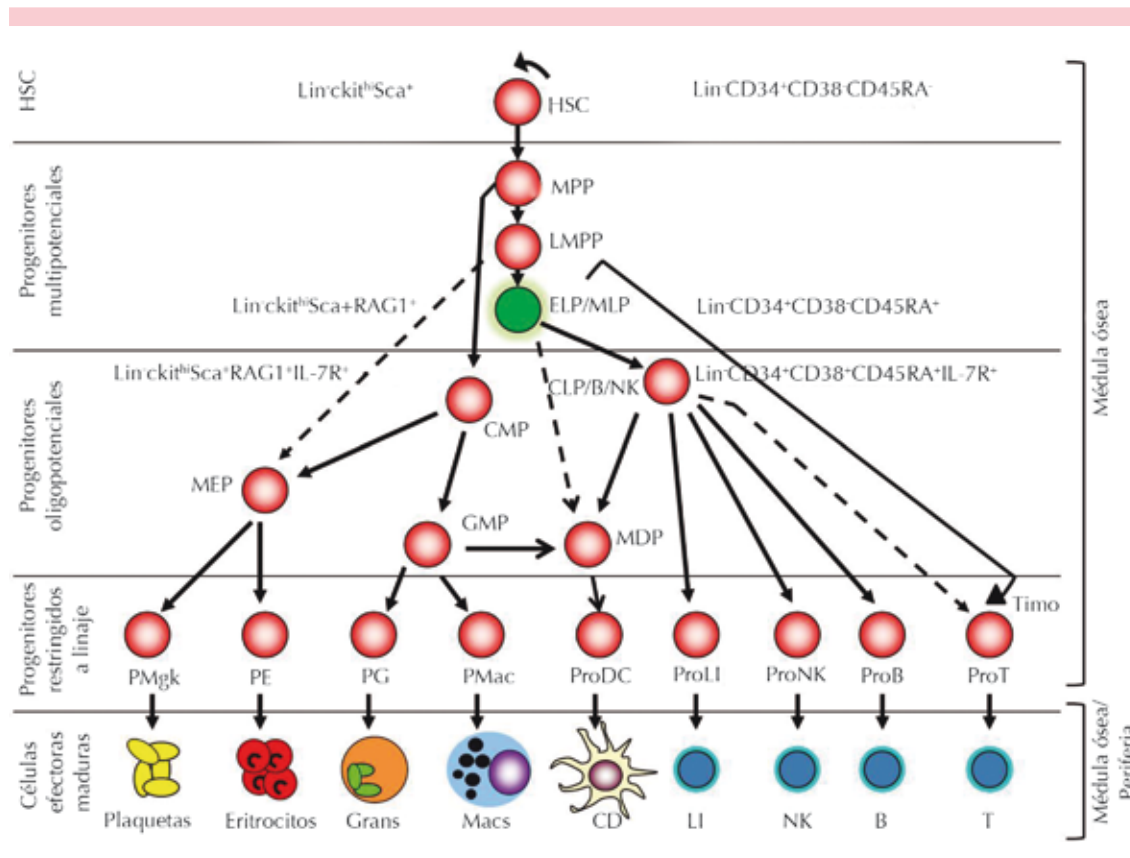 HSC
Lin-ckithiSca+
HSC
Lin-CD34+CD38-CD45RA-
Progenitores
multipotenciales
MPP
LMPP
Lin-ckithiSca+RAG1+
ELP/MLP
Lin-CD34+CD38-CD45RA+
Progenitores
oligopotenciales
Lin-ckithiSca+RAG1+IL-7R+
CLP/B/NK
Lin-CD34+CD38+CD45RA+IL-7R+
CMP
MEP
GMP
MDP
Progenitores
restringidos
a linaje
Timo
PMgk
PE
PG
PMac
ProDC
ProLI
ProNK
ProB
ProT
Células
efectoras
maduras
Plaquetas
Eritrocitos
Grans
Macs
CD
LI
NK
B
T
Médula ósea
Médula ósea/
Periferia